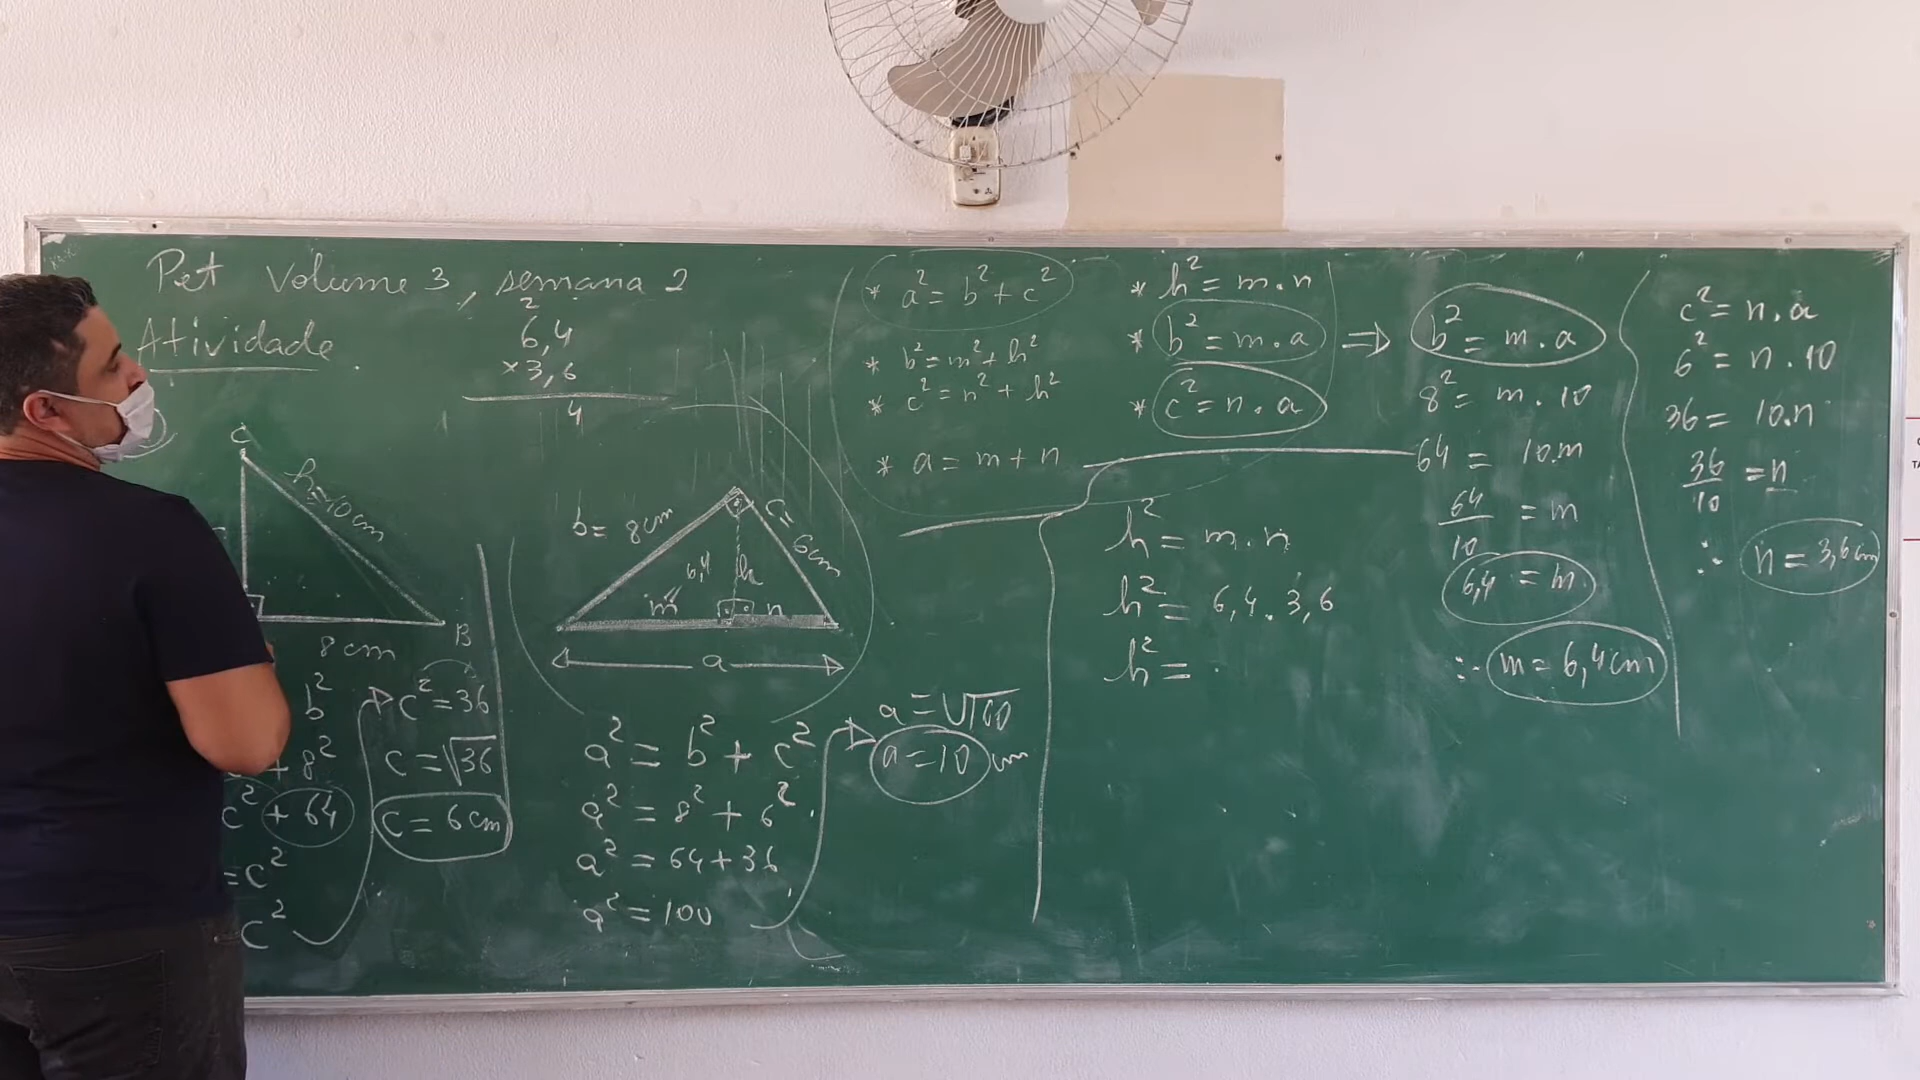 Pet Volume 3, semana 2
Atividade
2
6,4
×3,6
4
C
h=10cm
8cm
B
b²
+ 8²
c² + 64
=c²
c²
c²=36
c=√36
c=6cm
b= 8cm
c=
6cm
6,4
h
m
n
a
a² = b² + c²
a² = 8² + 6²
a² = 64+36
a² = 100
a=√100
a=10 cm
* a²= b²+ c²
* b²=m²+h²
* c²=n²+h²
* a=m+n
* h²= m.n
* b²=m.a ⇒
* c²=n.a
h²= m.n
h²= 6,4.3,6
h²=
b²= m.a
8²= m.10
64 = 10.m
64
10
= m
6,4 = m
∴ m=6,4cm
c²= n.a
6²= n.10
36= 10.n
36
10
=n
∴ n=3,6cm